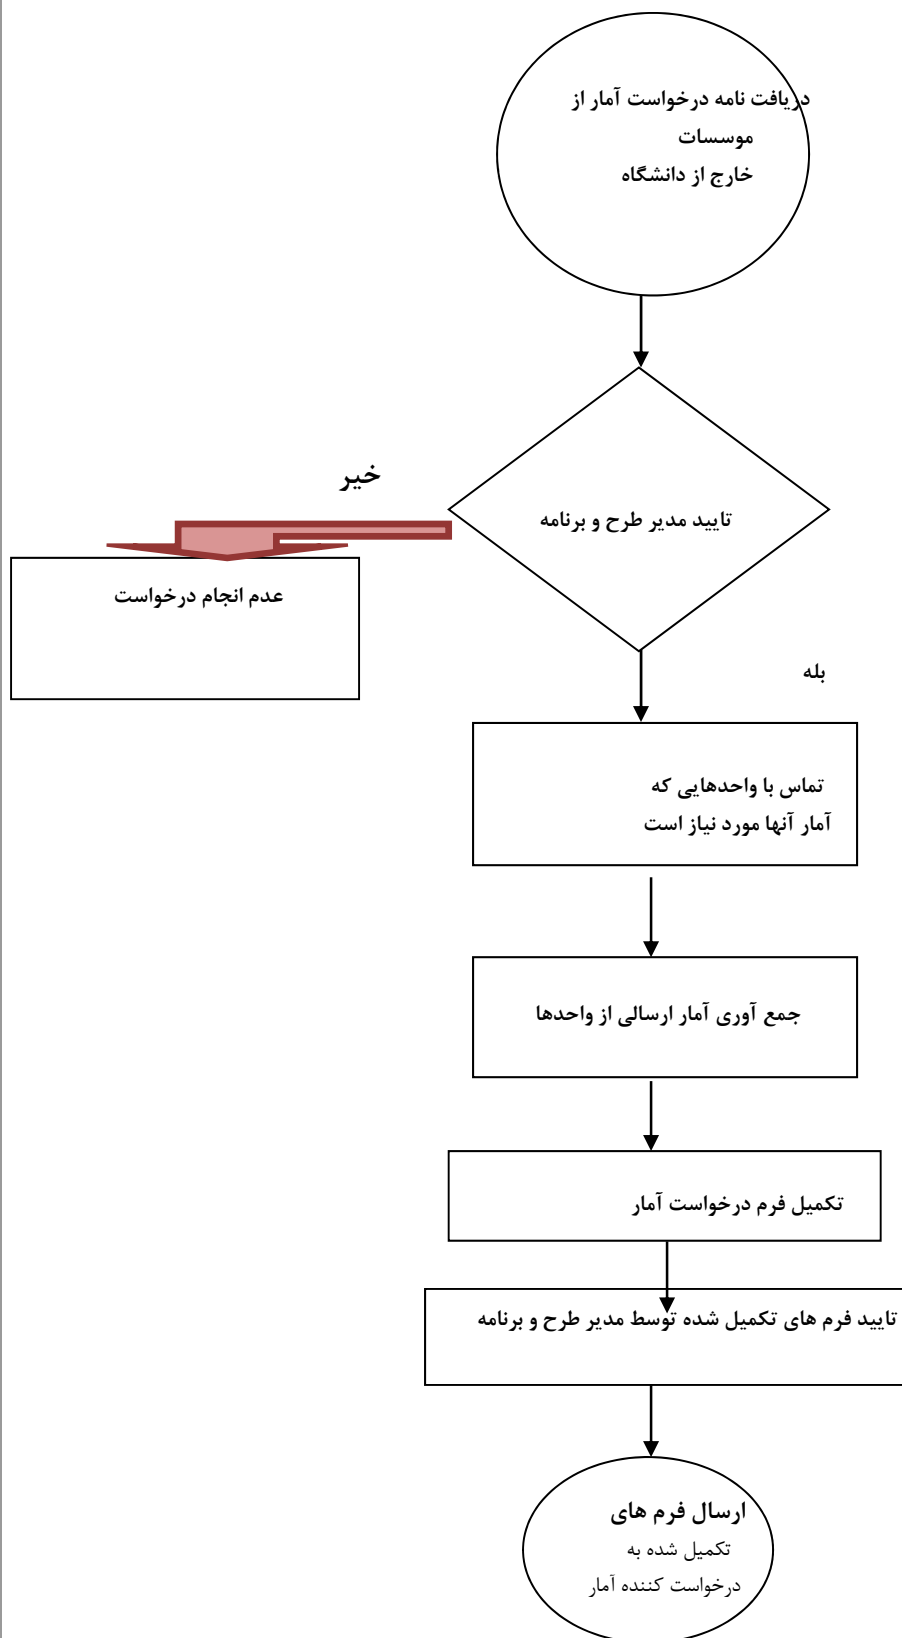 دریافت نامه درخواست آمار از
موسسات
خارج از دانشگاه
خیر
تایید مدیر طرح و برنامه
عدم انجام درخواست
بله
تماس با واحدهایی که
آمار آنها مورد نیاز است
جمع آوری آمار ارسالی از واحدها
تکمیل فرم درخواست آمار
تایید فرم های تکمیل شده توسط مدیر طرح و برنامه
ارسال فرم های
تکمیل شده به
درخواست کننده آمار